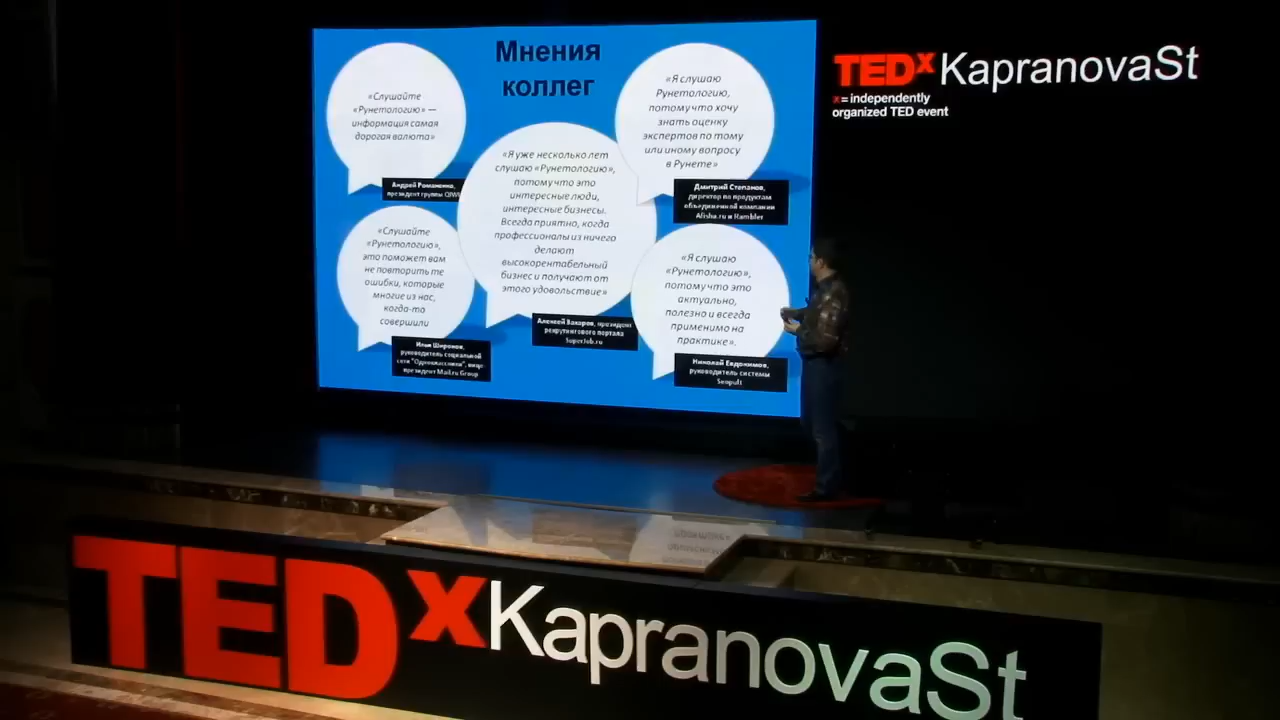 Мнения
коллег
«Слушайте
«Рунетологию» —
информация самая
дорогая валюта»
Андрей Романенко,
президент группы QIWI
«Я слушаю
Рунетологию,
потому что хочу
знать оценку
экспертов по тому
или иному вопросу
в Рунете»
Дмитрий Степанов,
директор по продуктам
объединенной компании
Afisha.ru и Rambler
«Я уже несколько лет
слушаю «Рунетологию»,
потому что это
интересные люди,
интересные бизнесы.
Всегда приятно, когда
профессионалы из ничего
делают
высокорентабельный
бизнес и получают от
этого удовольствие»
Алексей Захаров, президент
рекрутингового портала
SuperJob.ru
«Слушайте
«Рунетологию»,
это поможет вам
не повторить те
ошибки, которые
многие из нас,
когда-то
совершили
Илья Широков,
руководитель социальной
сети "Одноклассники", вице-
президент Mail.ru Group
«Я слушаю
«Рунетологию»,
потому что это
актуально,
полезно и всегда
применимо на
практике».
Николай Евдокимов,
руководитель системы
Seopult
TEDxKapranovaSt
x = independently
organized TED event
TEDxKapranovaSt